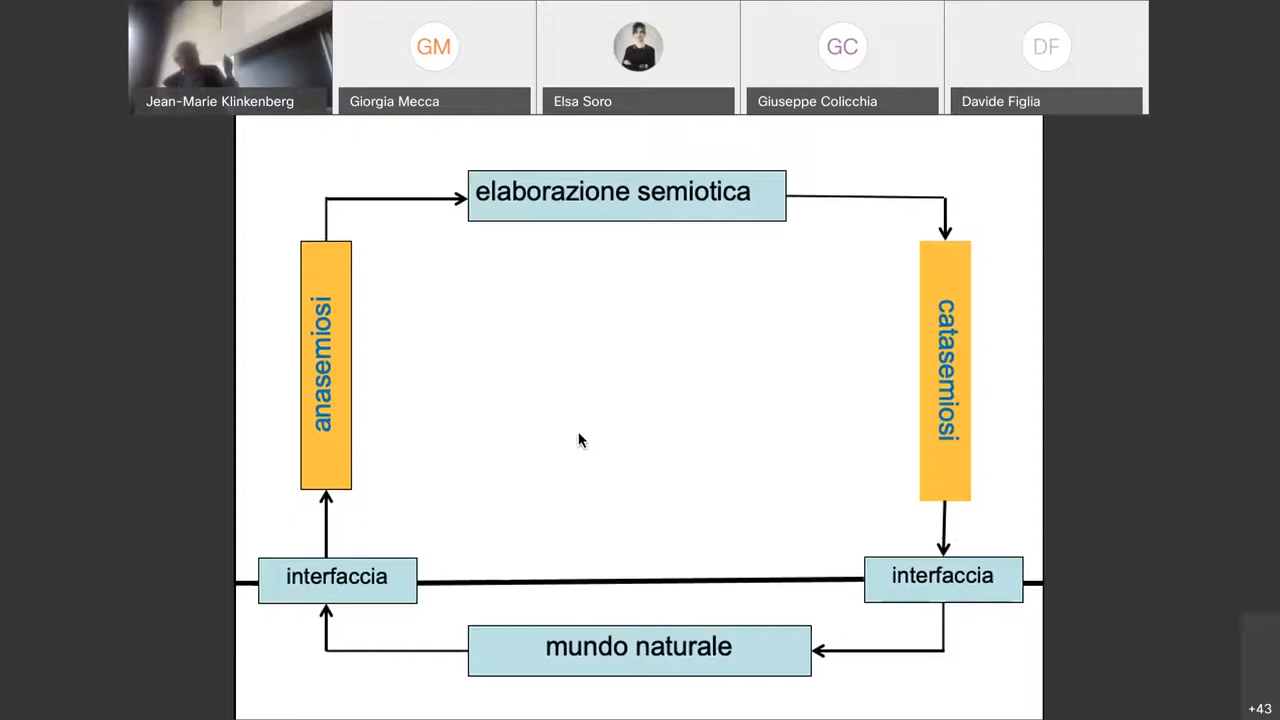 GM
GC
DF
Jean-Marie Klinkenberg
Giorgia Mecca
Elsa Soro
Giuseppe Colicchia
Davide Figlia
elaborazione semiotica
anasemiosi
catasemiosi
interfaccia
interfaccia
mundo naturale
+43